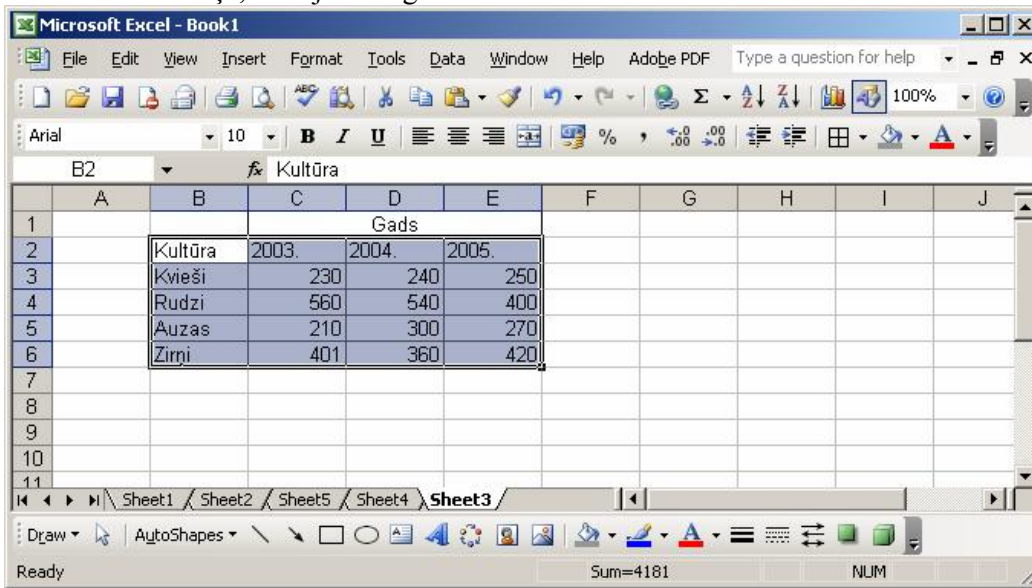 Microsoft Excel - Book1
File Edit View Insert Format Tools Data Window Help Adobe PDF Type a question for help
ABC Σ A Z Z A 100%
Arial 10 B I U % , .00 .00 A
B2 fx Kultūra
A B C D E F G H I J
1 Gads
2 Kultūra 2003. 2004. 2005.
3 Kvieši 230 240 250
4 Rudzi 560 540 400
5 Auzas 210 300 270
6 Zirņi 401 360 420
7
8
9
10
11
Sheet1 Sheet2 Sheet5 Sheet4 Sheet3
Draw AutoShapes A A
Ready Sum=4181 NUM